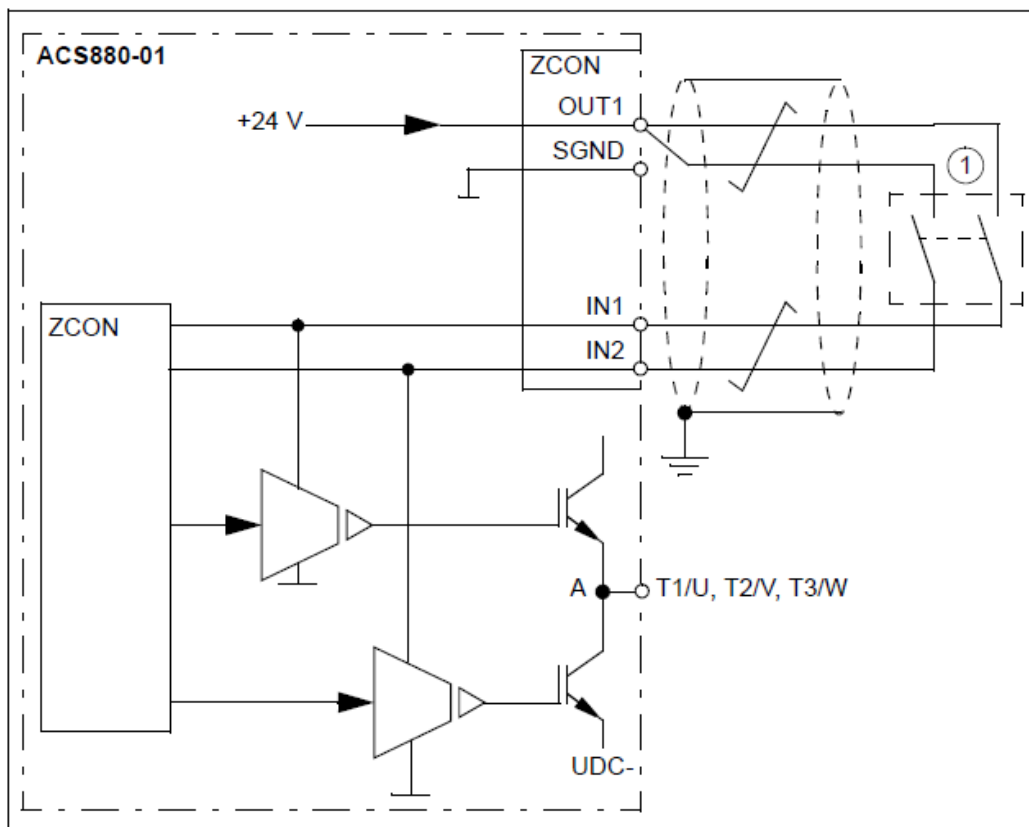 ACS880-01
ZCON
OUT1
+24 V
SGND
1
IN1
ZCON
IN2
A
T1/U, T2/V, T3/W
UDC-